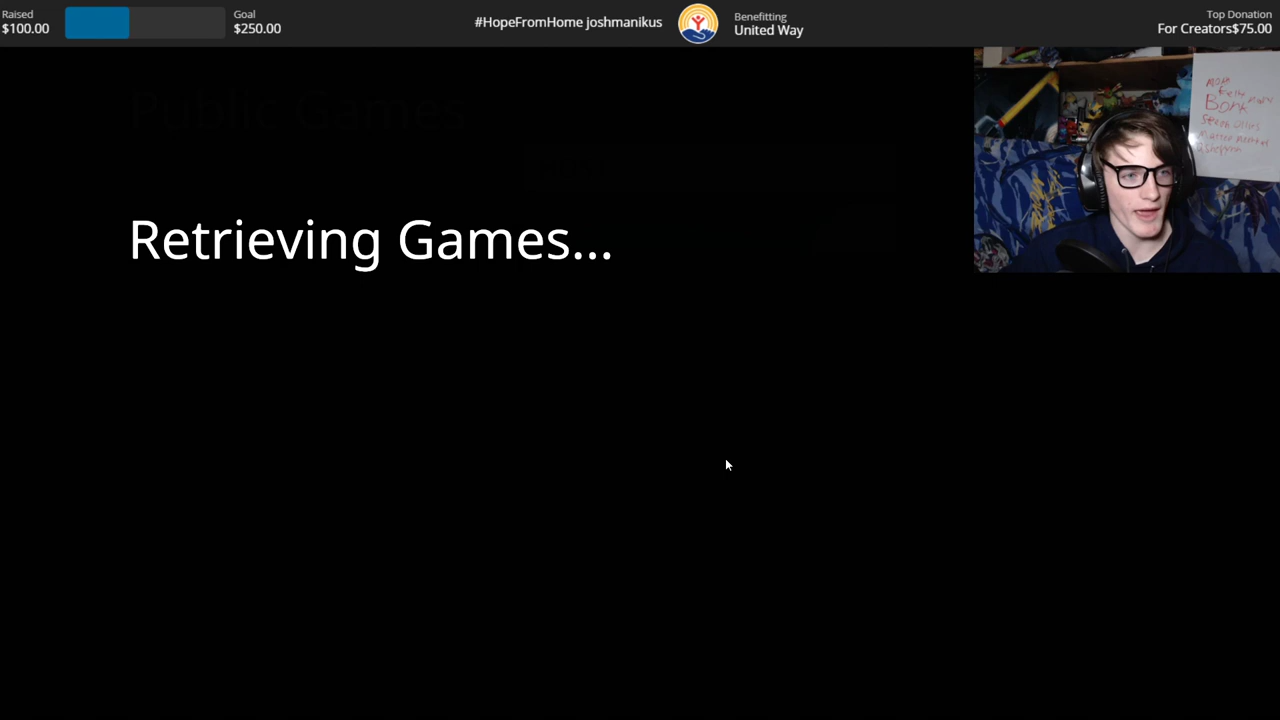 Raised
$100.00
Goal
$250.00
#HopeFromHome joshmanikus
Benefitting
United Way
Top Donation
For Creators$75.00
Public Games
Retrieving Games...
Bonk